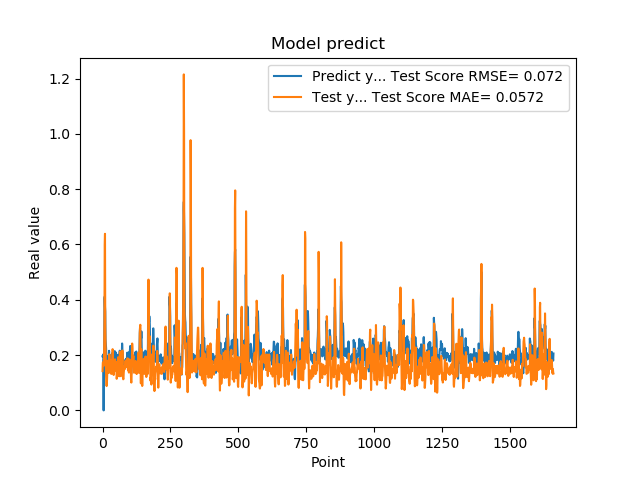 Model predict
Predict y... Test Score RMSE= 0.072
Test y... Test Score MAE= 0.0572
Real value
1.2
1.0
0.8
0.6
0.4
0.2
0.0
0 250 500 750 1000 1250 1500
Point